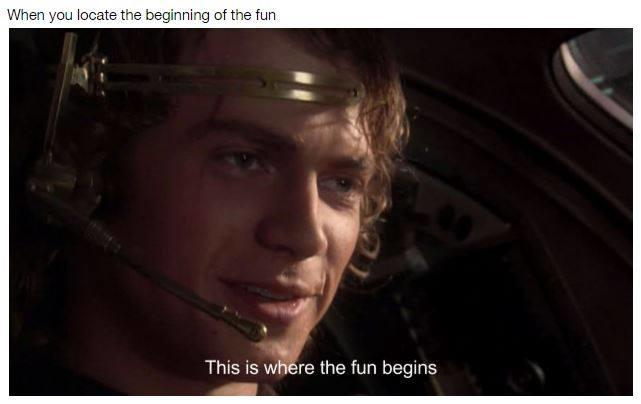 When you locate the beginning of the fun
This is where the fun begins